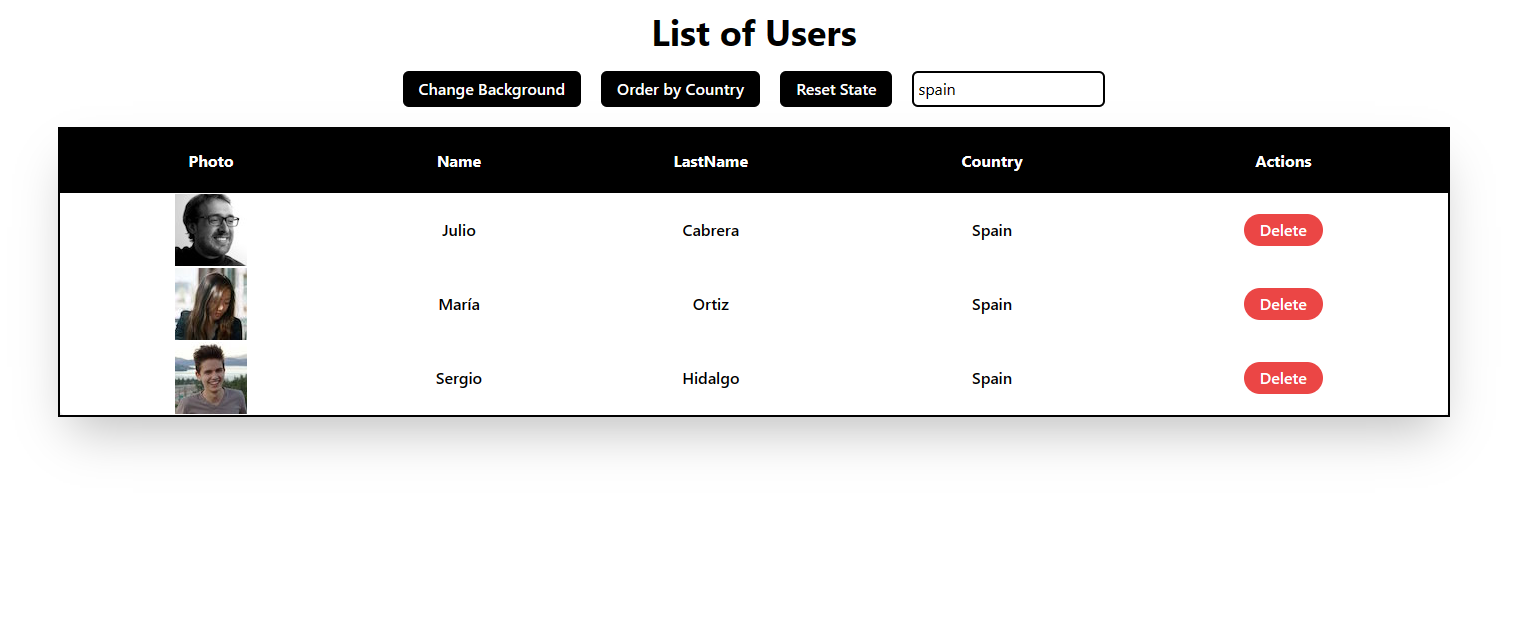 List of Users
Change Background Order by Country Reset State spain
Photo Name LastName Country Actions
Julio Cabrera Spain Delete
María Ortiz Spain Delete
Sergio Hidalgo Spain Delete